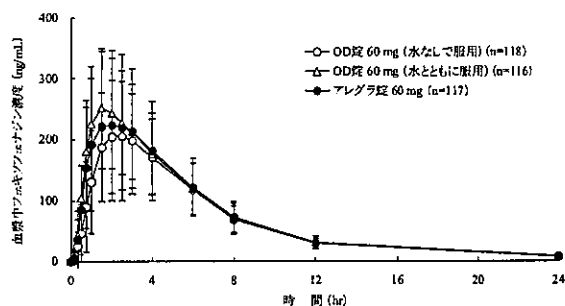 血漿中フェキソフェナジン濃度 (ng/mL)
400
300
200
100
0
OD錠 60 mg (水なしで服用) (n=118)
OD錠 60 mg (水とともに服用) (n=116)
アレグラ錠 60 mg (n=117)
0
4
8
12
16
20
24
時 間 (hr)